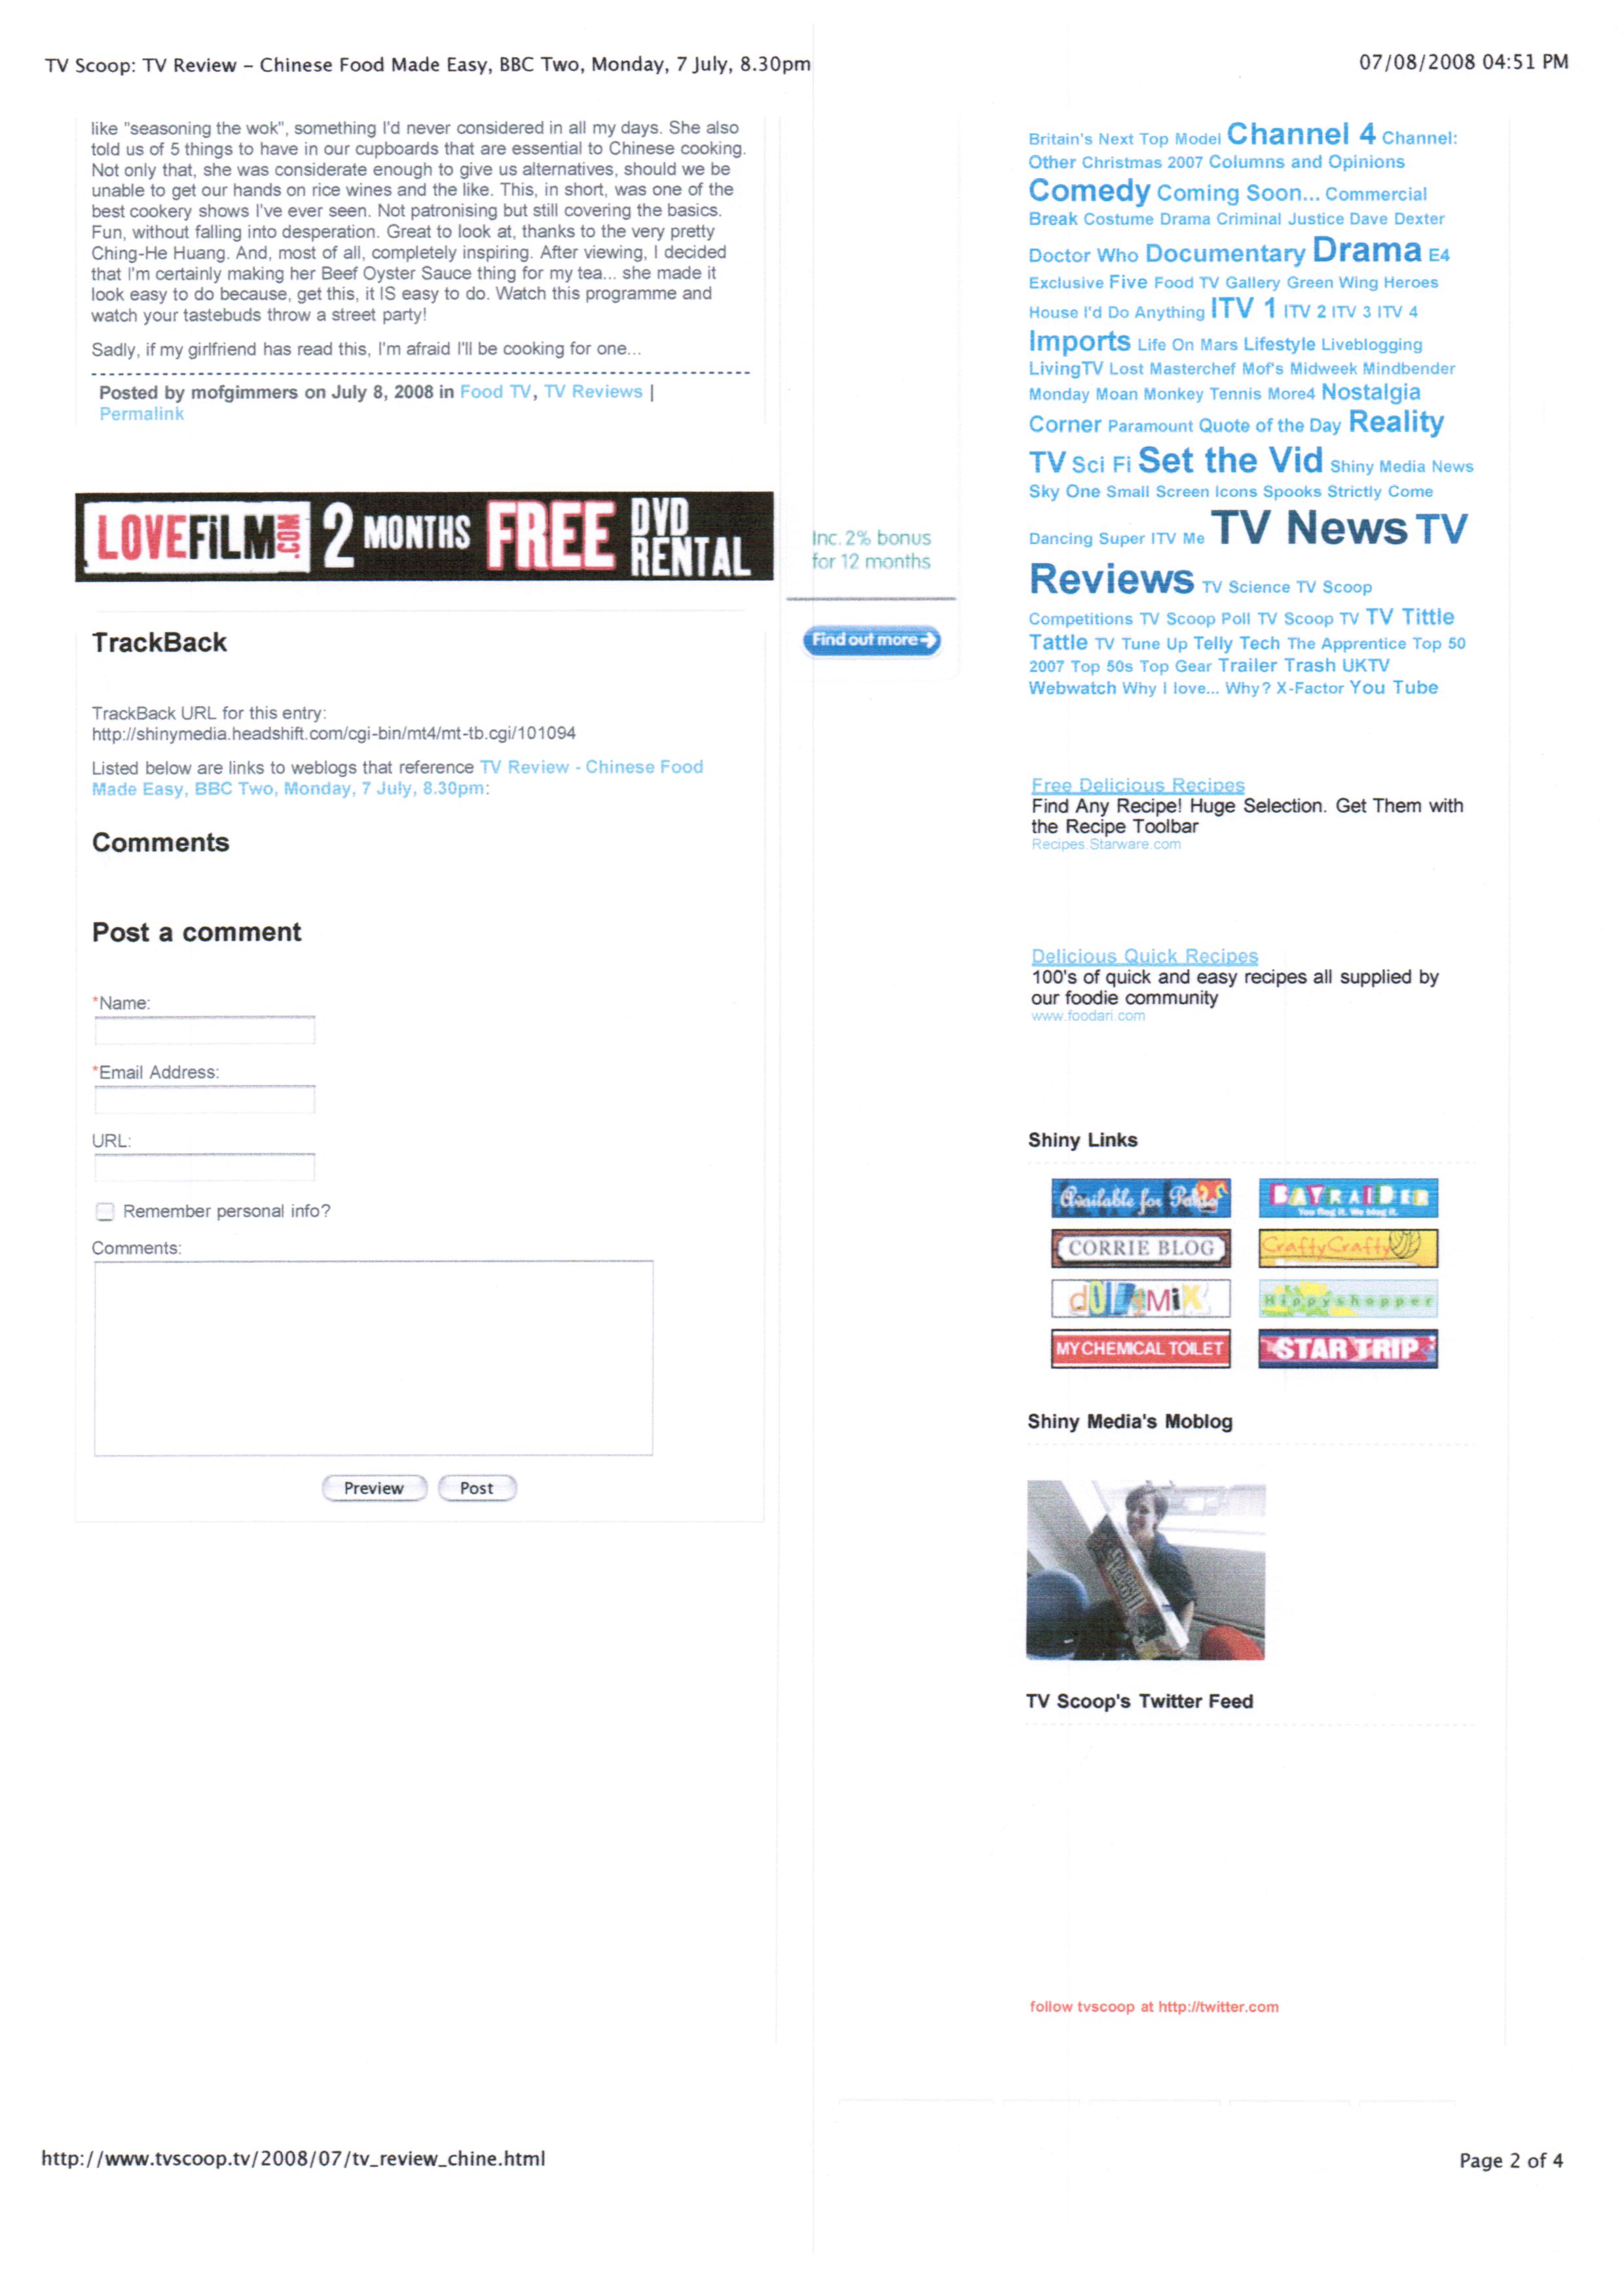 TV Scoop: TV Review – Chinese Food Made Easy, BBC Two, Monday, 7 July, 8.30pm
07/08/2008 04:51 PM
like "seasoning the wok", something I'd never considered in all my days. She also
told us of 5 things to have in our cupboards that are essential to Chinese cooking.
Not only that, she was considerate enough to give us alternatives, should we be
unable to get our hands on rice wines and the like. This, in short, was one of the
best cookery shows I've ever seen. Not patronising but still covering the basics.
Fun, without falling into desperation. Great to look at, thanks to the very pretty
Ching-He Huang. And, most of all, completely inspiring. After viewing, I decided
that I'm certainly making her Beef Oyster Sauce thing for my tea... she made it
look easy to do because, get this, it IS easy to do. Watch this programme and
watch your tastebuds throw a street party!
Sadly, if my girlfriend has read this, I'm afraid I'll be cooking for one...
Posted by mofgimmers on July 8, 2008 in Food TV, TV Reviews |
Permalink
LOVEFiLM.COM 2 MONTHS FREE DVD RENTAL
Inc. 2% bonus
for 12 months
Find out more
TrackBack
TrackBack URL for this entry:
http://shinymedia.headshift.com/cgi-bin/mt4/mt-tb.cgi/101094
Listed below are links to weblogs that reference TV Review - Chinese Food
Made Easy, BBC Two, Monday, 7 July, 8.30pm:
Comments
Post a comment
*Name:
*Email Address:
URL:
Remember personal info?
Comments:
Preview Post
Britain's Next Top Model Channel 4 Channel:
Other Christmas 2007 Columns and Opinions
Comedy Coming Soon... Commercial
Break Costume Drama Criminal Justice Dave Dexter
Doctor Who Documentary Drama E4
Exclusive Five Food TV Gallery Green Wing Heroes
House I'd Do Anything ITV 1 ITV 2 ITV 3 ITV 4
Imports Life On Mars Lifestyle Liveblogging
LivingTV Lost Masterchef Mof's Midweek Mindbender
Monday Moan Monkey Tennis More4 Nostalgia
Corner Paramount Quote of the Day Reality
TV Sci Fi Set the Vid Shiny Media News
Sky One Small Screen Icons Spooks Strictly Come
Dancing Super ITV Me TV News TV
Reviews TV Science TV Scoop
Competitions TV Scoop Poll TV Scoop TV TV Tittle
Tattle TV Tune Up Telly Tech The Apprentice Top 50
2007 Top 50s Top Gear Trailer Trash UKTV
Webwatch Why I love... Why? X-Factor You Tube
Free Delicious Recipes
Find Any Recipe! Huge Selection. Get Them with
the Recipe Toolbar
Recipes.Starware.com
Delicious Quick Recipes
100's of quick and easy recipes all supplied by
our foodie community
www.foodari.com
Shiny Links
Available for Panto
BAYRAIDER
You flog it. We blog it.
CORRIE BLOG
CraftyCrafty
dollymix
Hippyshopper
MY CHEMICAL TOILET
STAR TRIP
Shiny Media's Moblog
TV Scoop's Twitter Feed
follow tvscoop at http://twitter.com
http://www.tvscoop.tv/2008/07/tv_review_chine.html
Page 2 of 4